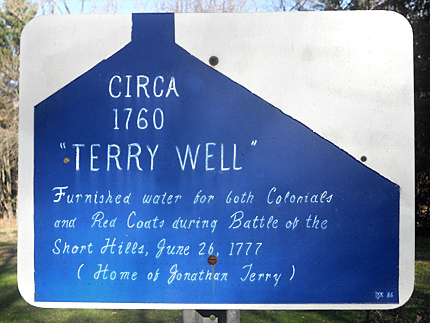 CIRCA
1760
"TERRY WELL"
Furnished water for both Colonials
and Red Coats during Battle of the
Short Hills, June 26, 1777
( Home of Jonathan Terry )